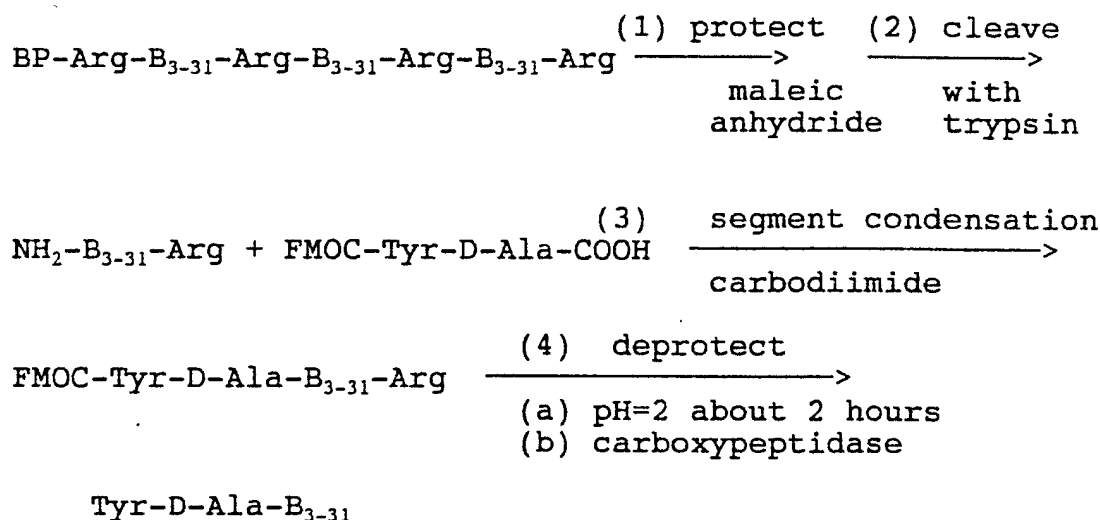 (1) protect (2) cleave
BP-Arg-B₃₋₃₁-Arg-B₃₋₃₁-Arg-B₃₋₃₁-Arg
maleic with
anhydride trypsin
(3) segment condensation
NH₂-B₃₋₃₁-Arg + FMOC-Tyr-D-Ala-COOH
carbodiimide
(4) deprotect
FMOC-Tyr-D-Ala-B₃₋₃₁-Arg
(a) pH=2 about 2 hours
(b) carboxypeptidase
Tyr-D-Ala-B₃₋₃₁